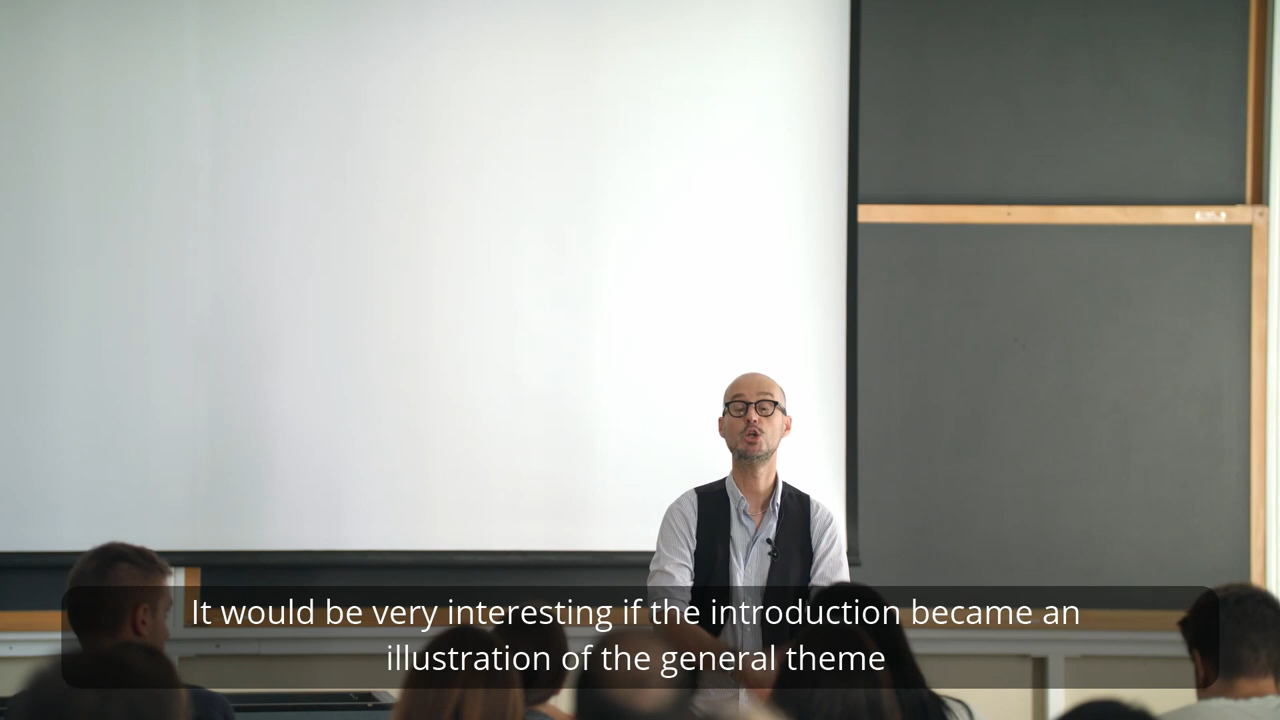 It would be very interesting if the introduction became an
illustration of the general theme